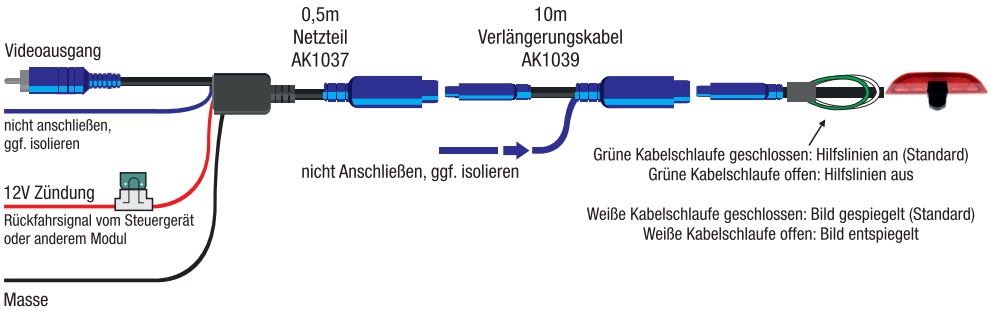 Videoausgang
nicht anschließen,
ggf. isolieren
12V Zündung
Rückfahrsignal vom Steuergerät
oder anderem Modul
Masse
0,5m
Netzteil
AK1037
10m
Verlängerungskabel
AK1039
nicht Anschließen, ggf. isolieren
Grüne Kabelschlaufe geschlossen: Hilfslinien an (Standard)
Grüne Kabelschlaufe offen: Hilfslinien aus
Weiße Kabelschlaufe geschlossen: Bild gespiegelt (Standard)
Weiße Kabelschlaufe offen: Bild entspiegelt